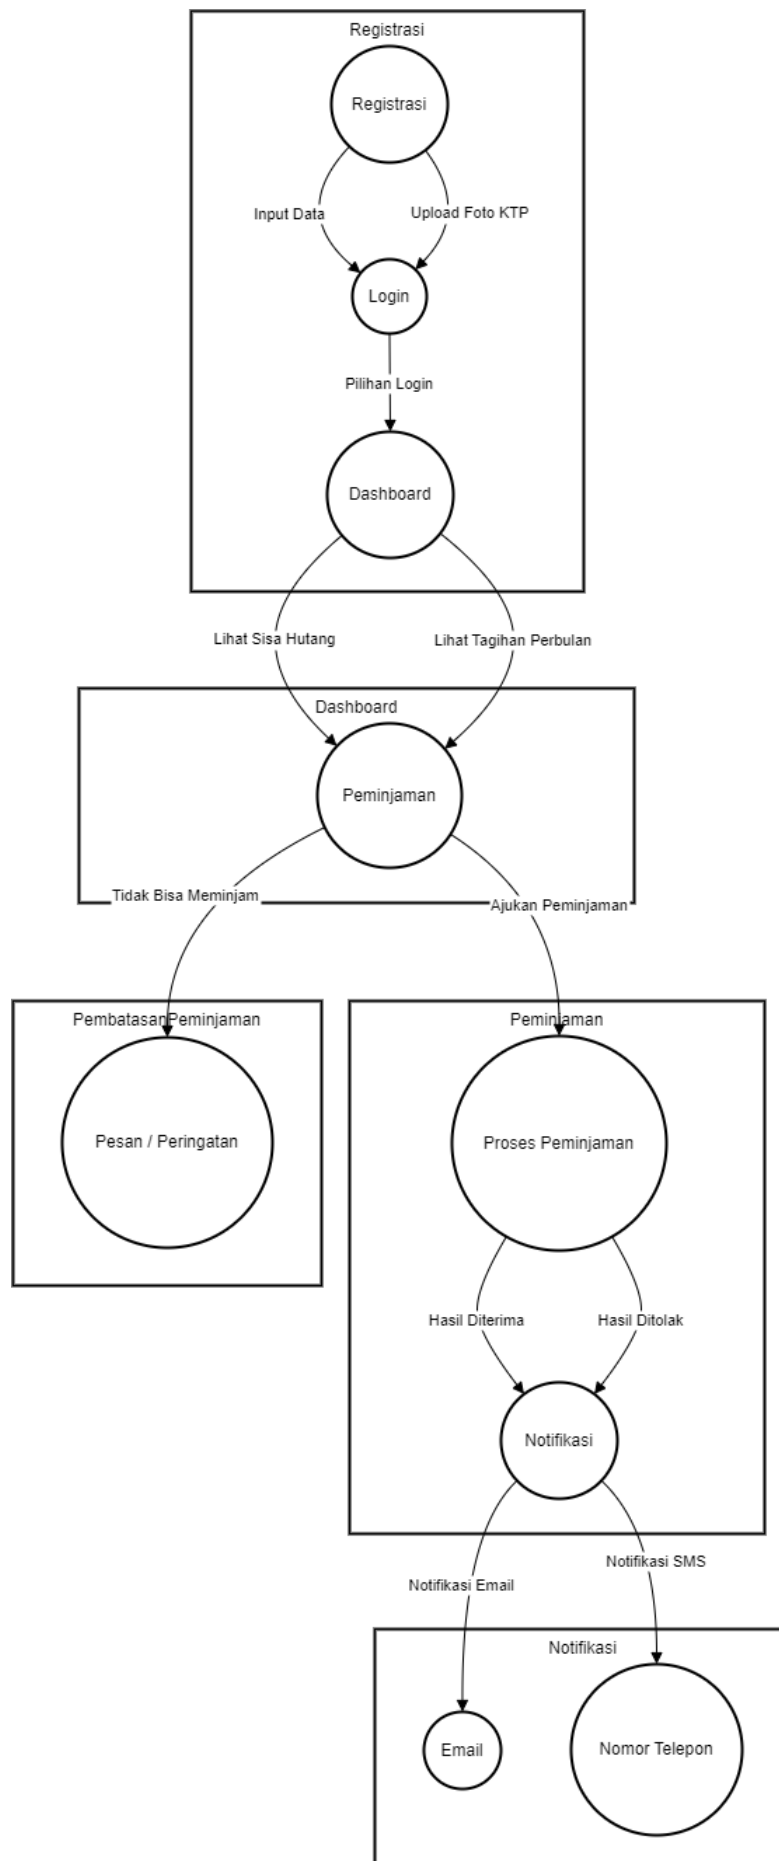 Registrasi
Registrasi
Input Data
Upload Foto KTP
Login
Pilihan Login
Dashboard
Lihat Sisa Hutang
Lihat Tagihan Perbulan
Dashboard
Peminjaman
Tidak Bisa Meminjam
Ajukan Peminjaman
Pembatasan Peminjaman
Peminjaman
Pesan / Peringatan
Proses Peminjaman
Hasil Diterima
Hasil Ditolak
Notifikasi
Notifikasi SMS
Notifikasi Email
Notifikasi
Email
Nomor Telepon